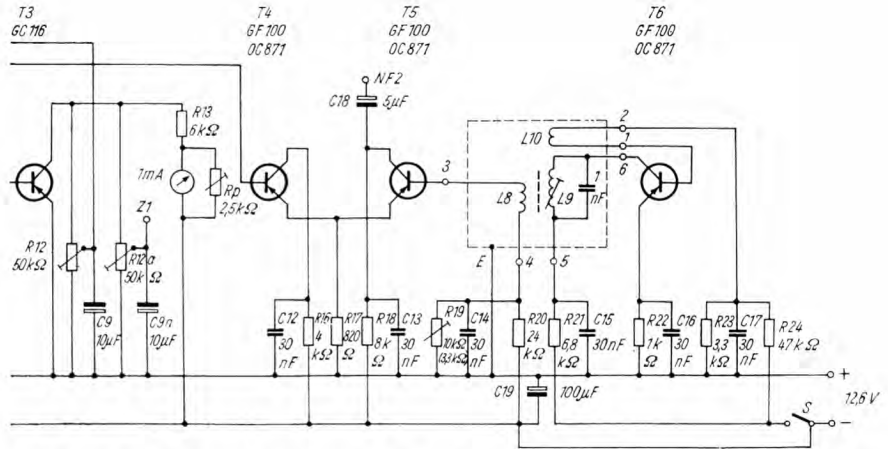 T3
GC116
T4
GF100
OC871
T5
GF100
OC871
T6
GF100
OC871
NF2
C18
5µF
R13
6kΩ
1mA
Rp
2,5kΩ
Z1
R12
50kΩ
R12a
50k Ω
C9
10µF
C9a
10µF
3
L10
2
1
6
L8
L9
1
nF
E
4
5
C12
30
nF
R16
4
kΩ
R17
820
Ω
R18
8k
Ω
C13
30
nF
R19
10kΩ
C14
30
nF
R20
24
kΩ
R21
6,8
kΩ
C15
30nF
R22
1k
Ω
C16
30
nF
R23
3,3
kΩ
C17
30
nF
R24
47kΩ
C19
100µF
+
12,6V
S
−